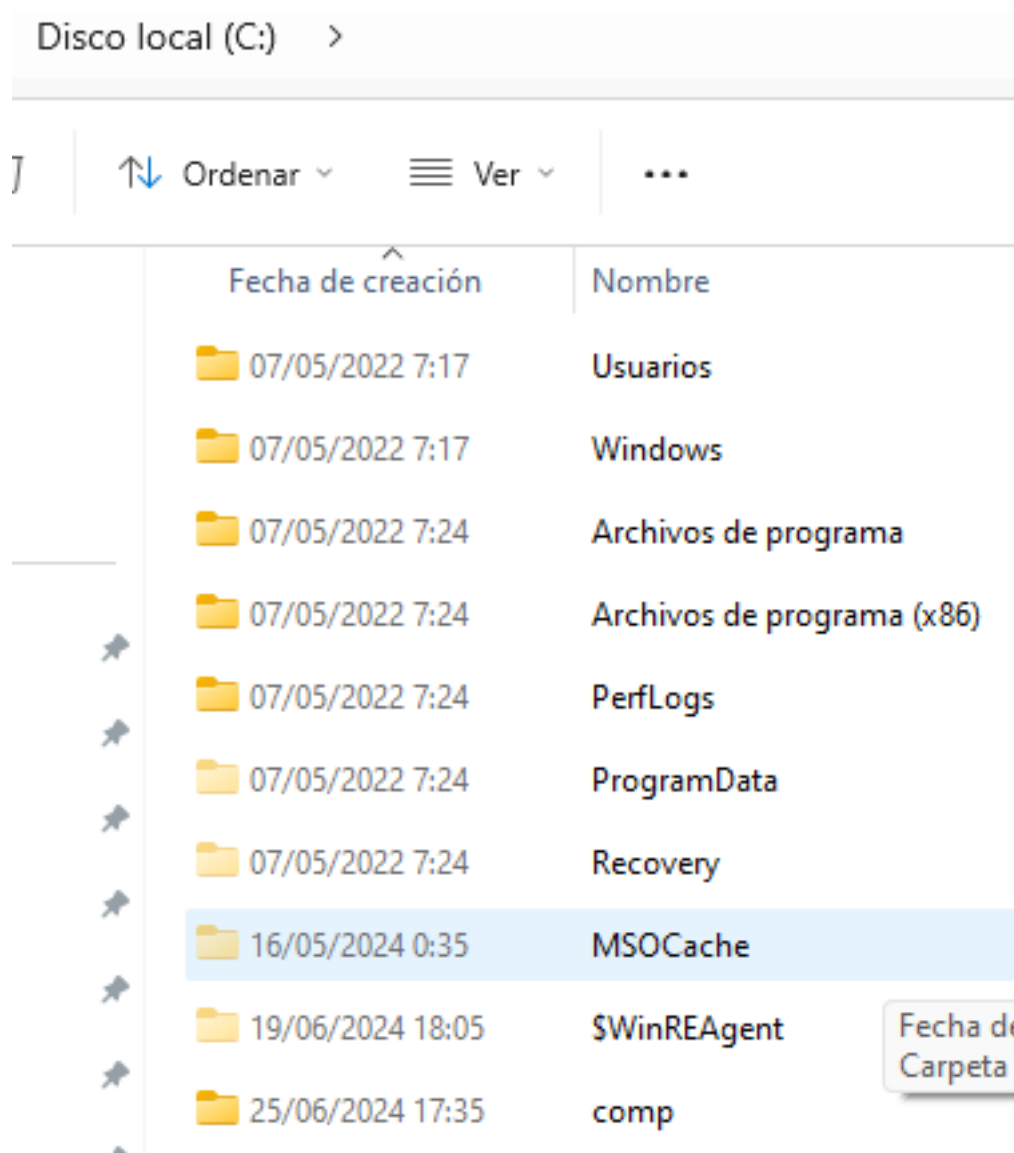 Disco local (C:) >
Ordenar Ver ...
Fecha de creación Nombre
07/05/2022 7:17 Usuarios
07/05/2022 7:17 Windows
07/05/2022 7:24 Archivos de programa
07/05/2022 7:24 Archivos de programa (x86)
07/05/2022 7:24 PerfLogs
07/05/2022 7:24 ProgramData
07/05/2022 7:24 Recovery
16/05/2024 0:35 MSOCache
19/06/2024 18:05 $WinREAgent
Fecha de
Carpeta
25/06/2024 17:35 comp